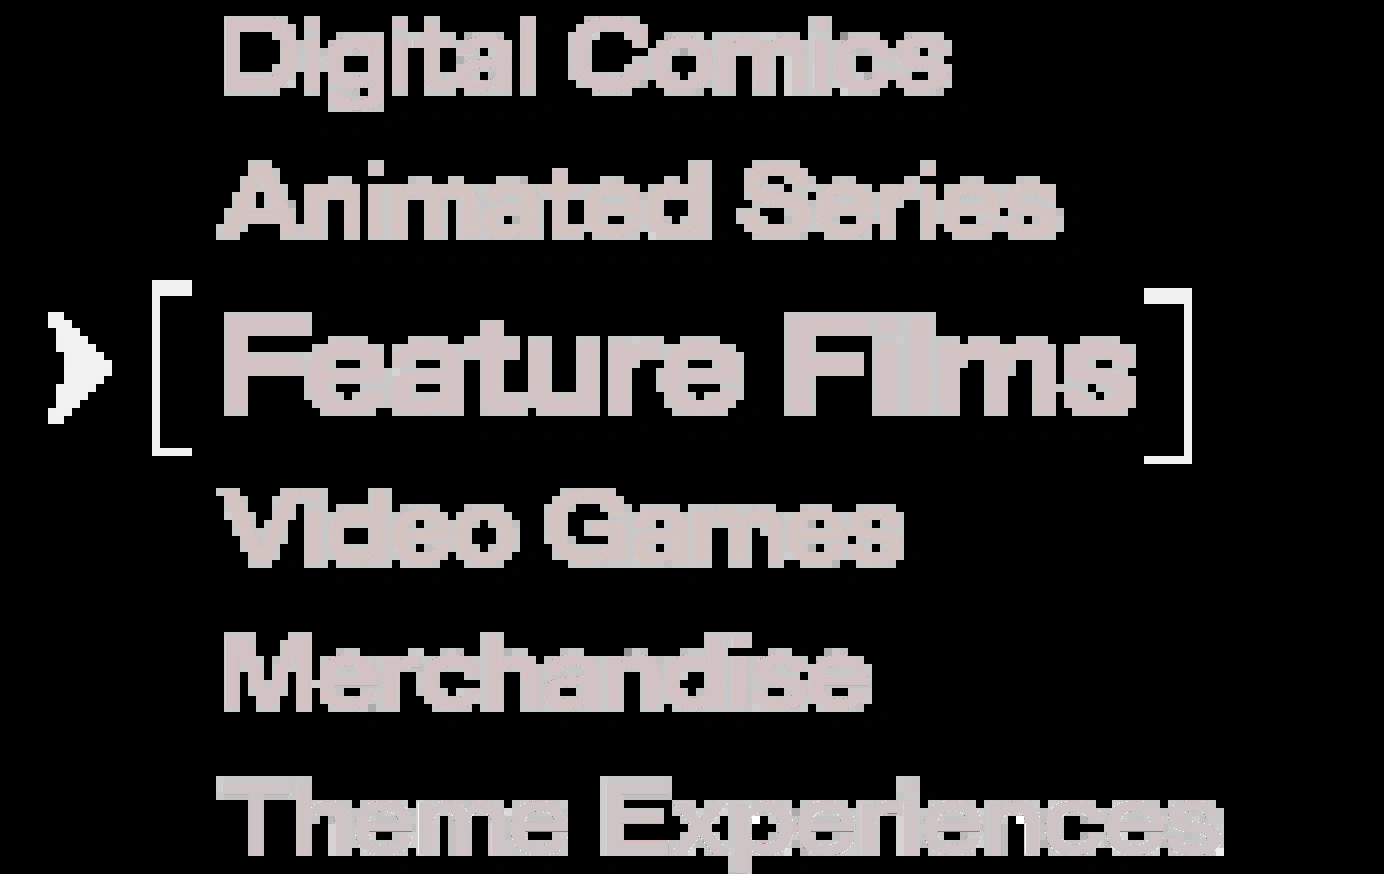 Digital Comics
Animated Series
[Feature Films]
Video Games
Merchandise
Theme Experiences